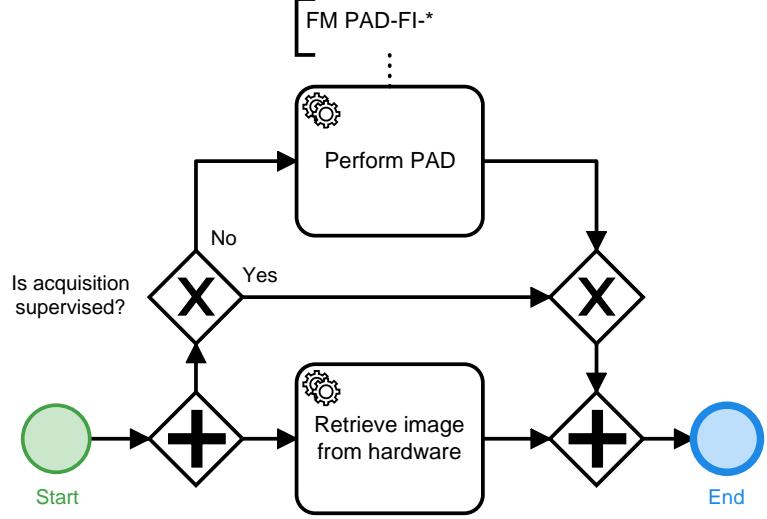 FM PAD-FI-*
Perform PAD
No
Yes
Is acquisition
supervised?
Retrieve image
from hardware
Start
End